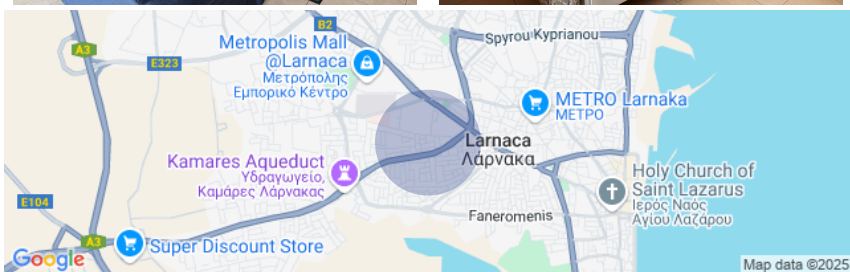 B2
Spyrou Kyprianou
A3
E323
Metropolis Mall
@Larnaca
Μετρόπολης
Εμπορικό Κέντρο
METRO Larnaka
ΜΕΤΡΟ
Larnaca
Λάρνακα
Kamares Aqueduct
Υδραγωγείο,
Καμάρες Λάρνακας
Holy Church of
Saint Lazarus
Ιερός Ναός
Αγίου Λαζάρου
E104
Faneromenis
A3
Super Discount Store
Google
Map data ©2025